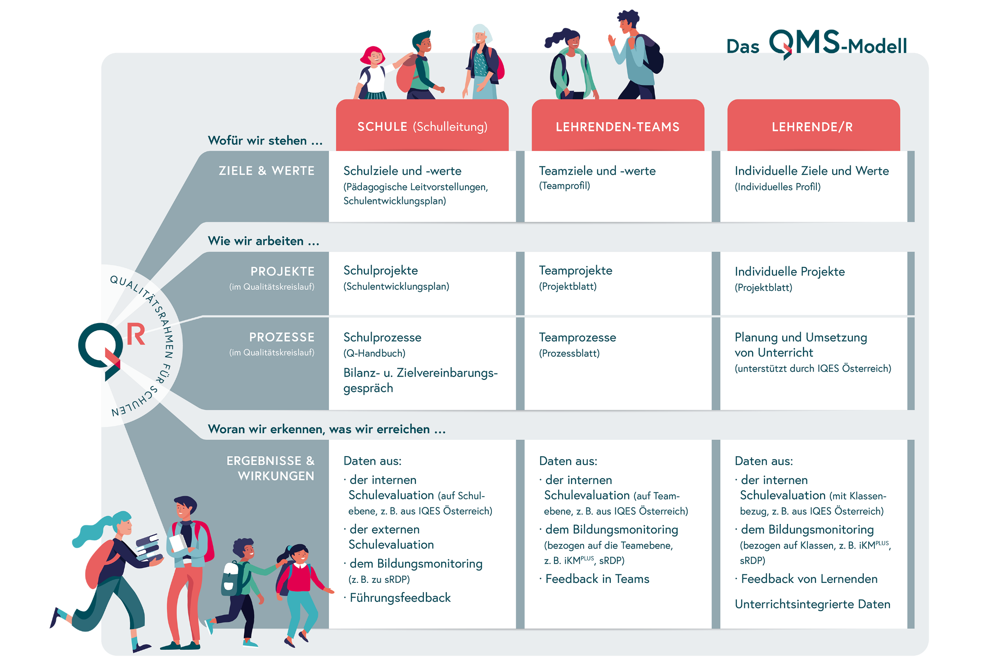 Das QMS-Modell
SCHULE (Schulleitung)
LEHRENDEN-TEAMS
LEHRENDE/R
Wofür wir stehen …
ZIELE & WERTE
Schulziele und -werte
(Pädagogische Leitvorstellungen,
Schulentwicklungsplan)
Teamziele und -werte
(Teamprofil)
Individuelle Ziele und Werte
(Individuelles Profil)
Wie wir arbeiten …
PROJEKTE
(im Qualitätskreislauf)
Schulprojekte
(Schulentwicklungsplan)
Teamprojekte
(Projektblatt)
Individuelle Projekte
(Projektblatt)
QR
QUALITÄTSRAHMEN FÜR SCHULEN
PROZESSE
(im Qualitätskreislauf)
Schulprozesse
(Q-Handbuch)
Bilanz- u. Zielvereinbarungs-
gespräch
Teamprozesse
(Prozessblatt)
Planung und Umsetzung
von Unterricht
(unterstützt durch IQES Österreich)
Woran wir erkennen, was wir erreichen …
ERGEBNISSE &
WIRKUNGEN
Daten aus:
· der internen
Schulevaluation (auf Schul-
ebene, z. B. aus IQES Österreich)
· der externen
Schulevaluation
· dem Bildungsmonitoring
(z. B. zu sRDP)
· Führungsfeedback
Daten aus:
· der internen
Schulevaluation (auf Team-
ebene, z. B. aus IQES Österreich)
· dem Bildungsmonitoring
(bezogen auf die Teamebene,
z. B. iKMPLUS, sRDP)
· Feedback in Teams
Daten aus:
· der internen
Schulevaluation (mit Klassen-
bezug, z. B. aus IQES Österreich)
· dem Bildungsmonitoring
(bezogen auf Klassen, z. B. iKMPLUS,
sRDP)
· Feedback von Lernenden
Unterrichtsintegrierte Daten